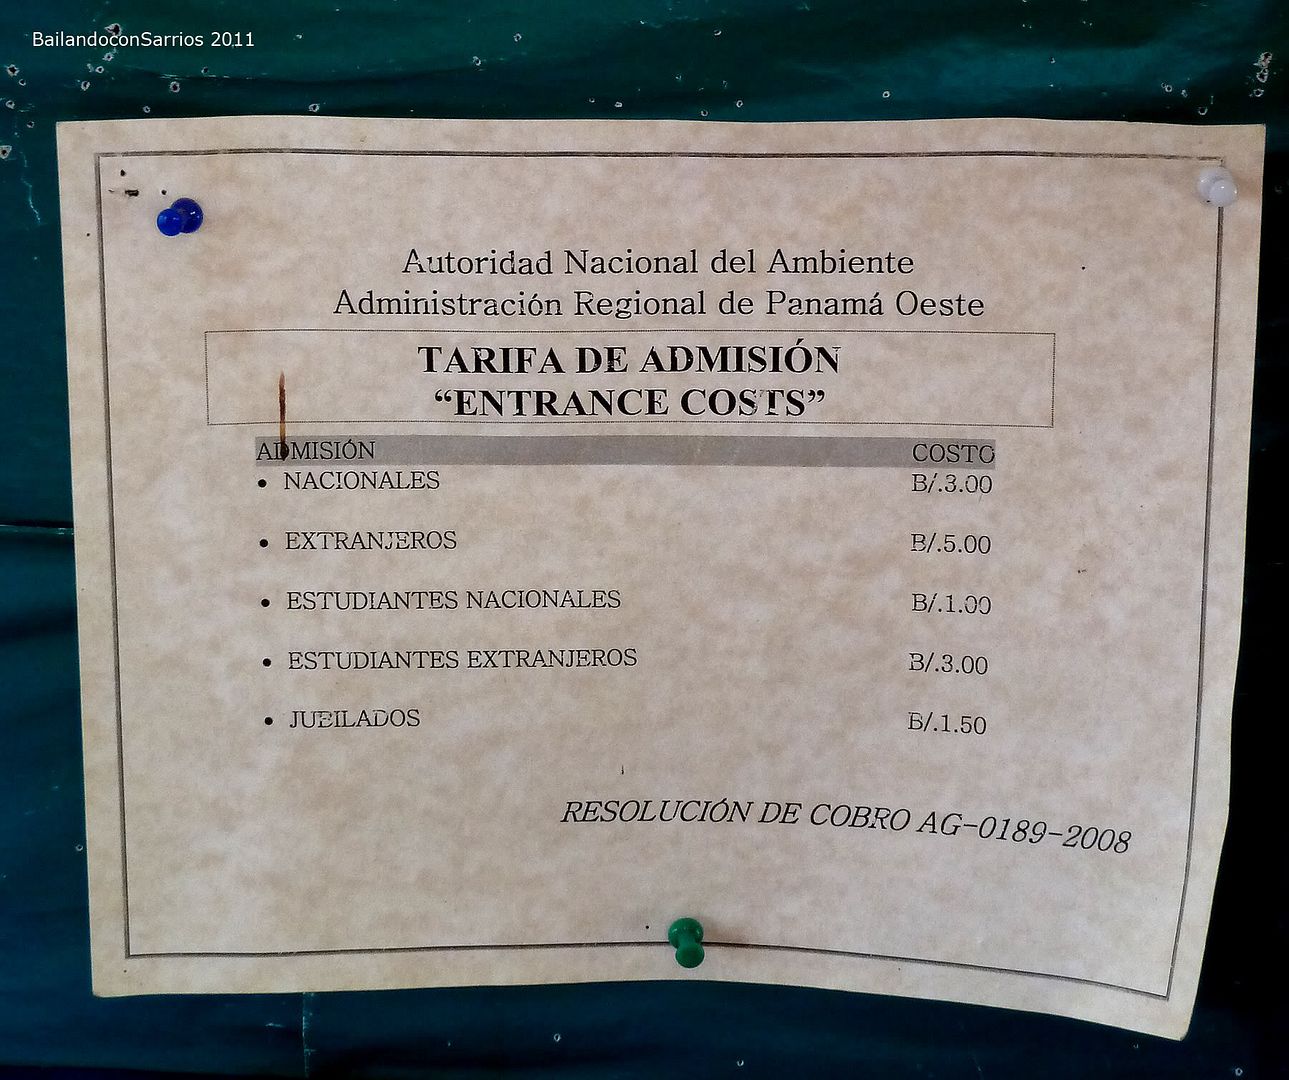 BailandoconSarrios 2011
Autoridad Nacional del Ambiente
Administración Regional de Panamá Oeste
TARIFA DE ADMISIÓN
“ENTRANCE COSTS”
ADMISIÓN COSTO
• NACIONALES B/.3.00
• EXTRANJEROS B/.5.00
• ESTUDIANTES NACIONALES B/.1.00
• ESTUDIANTES EXTRANJEROS B/.3.00
• JUBILADOS B/.1.50
RESOLUCIÓN DE COBRO AG-0189-2008